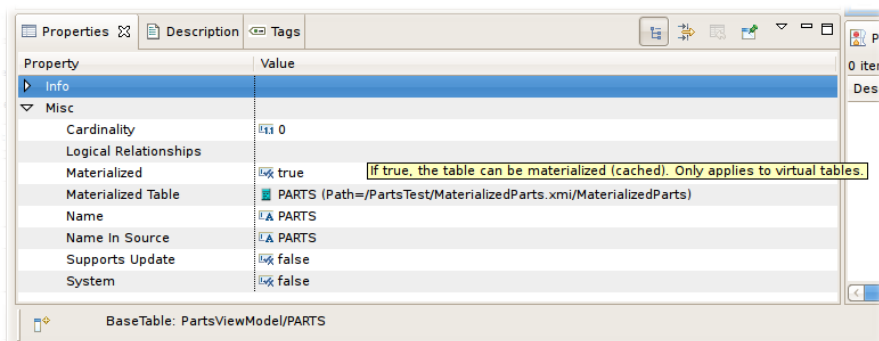 Properties Description Tags
P
Property Value
0 iter
Info
Des
Misc
Cardinality 0
Logical Relationships
Materialized true
If true, the table can be materialized (cached). Only applies to virtual tables.
Materialized Table PARTS (Path=/PartsTest/MaterializedParts.xmi/MaterializedParts)
Name PARTS
Name In Source PARTS
Supports Update false
System false
BaseTable: PartsViewModel/PARTS